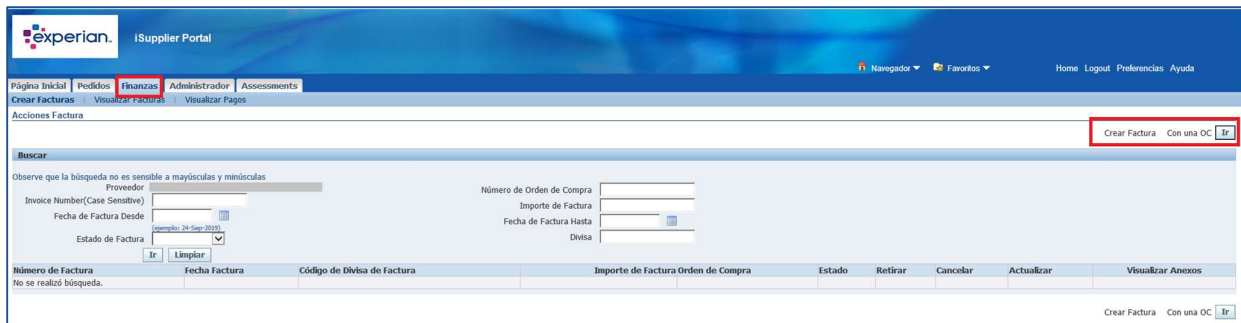 experian. iSupplier Portal
Navegador Favoritos Home Logout Preferencias Ayuda
Página Inicial Pedidos Finanzas Administrador Assessments
Crear Facturas | Visualizar Facturas | Visualizar Pagos
Acciones Factura
Crear Factura Con una OC Ir
Buscar
Observe que la búsqueda no es sensible a mayúsculas y minúsculas
Proveedor
Número de Orden de Compra
Invoice Number(Case Sensitive)
Importe de Factura
Fecha de Factura Desde
Fecha de Factura Hasta
(ejemplo: 24-Sep-2019)
Estado de Factura
Divisa
Ir Limpiar
Número de Factura Fecha Factura Código de Divisa de Factura Importe de Factura Orden de Compra Estado Retirar Cancelar Actualizar Visualizar Anexos
No se realizó búsqueda.
Crear Factura Con una OC Ir